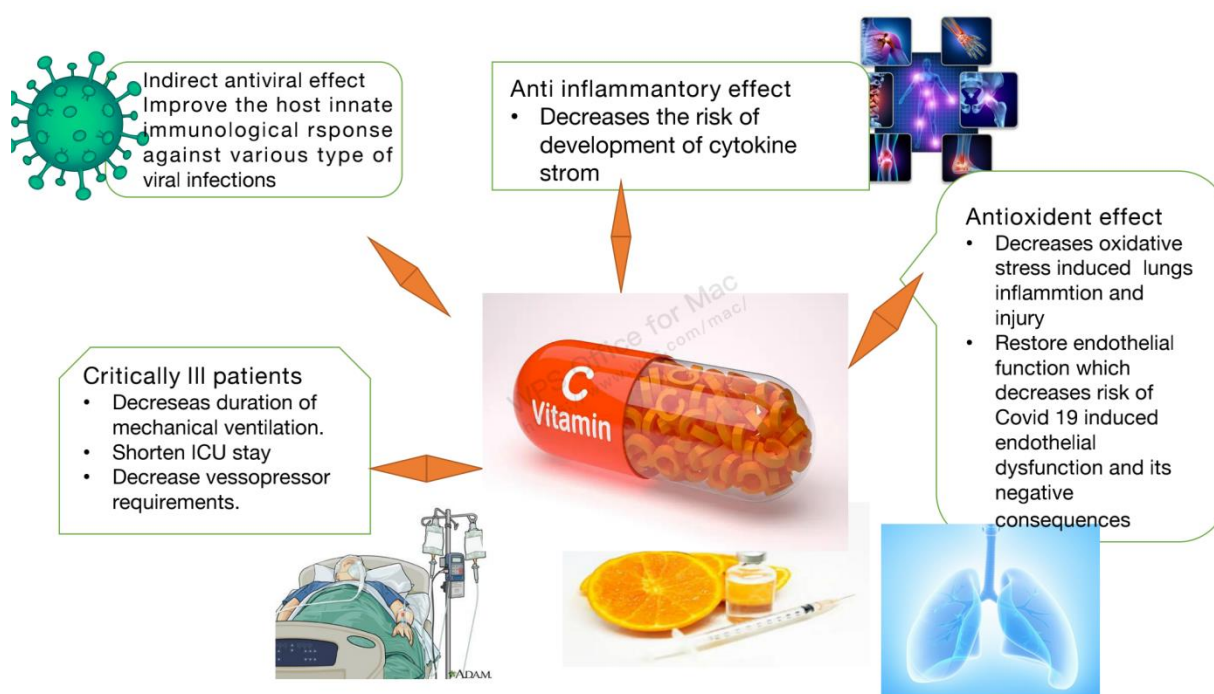 Indirect antiviral effect
Improve the host innate
immunological rsponse
against various type of
viral infections
Anti inflammantory effect
• Decreases the risk of
development of cytokine
strom
Antioxident effect
• Decreases oxidative
stress induced lungs
inflammtion and
injury
• Restore endothelial
function which
decreases risk of
Covid 19 induced
endothelial
dysfunction and its
negative
consequences
Critically Ill patients
• Decreseas duration of
mechanical ventilation.
• Shorten ICU stay
• Decrease vessopressor
requirements.
C
Vitamin
WPS Office for Mac
ADAM